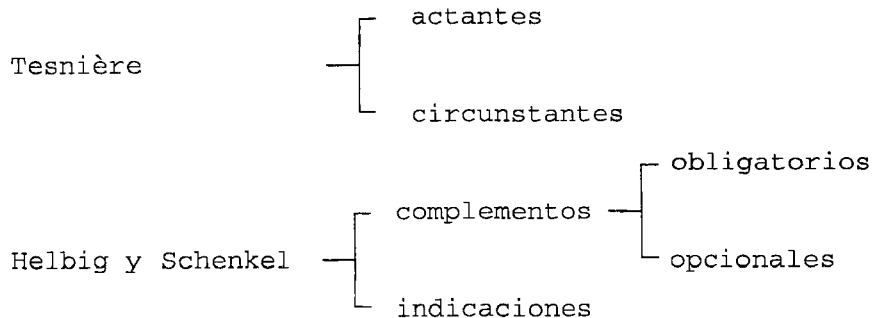 actantes
Tesnière
circunstantes
obligatorios
complementos
Helbig y Schenkel
opcionales
indicaciones